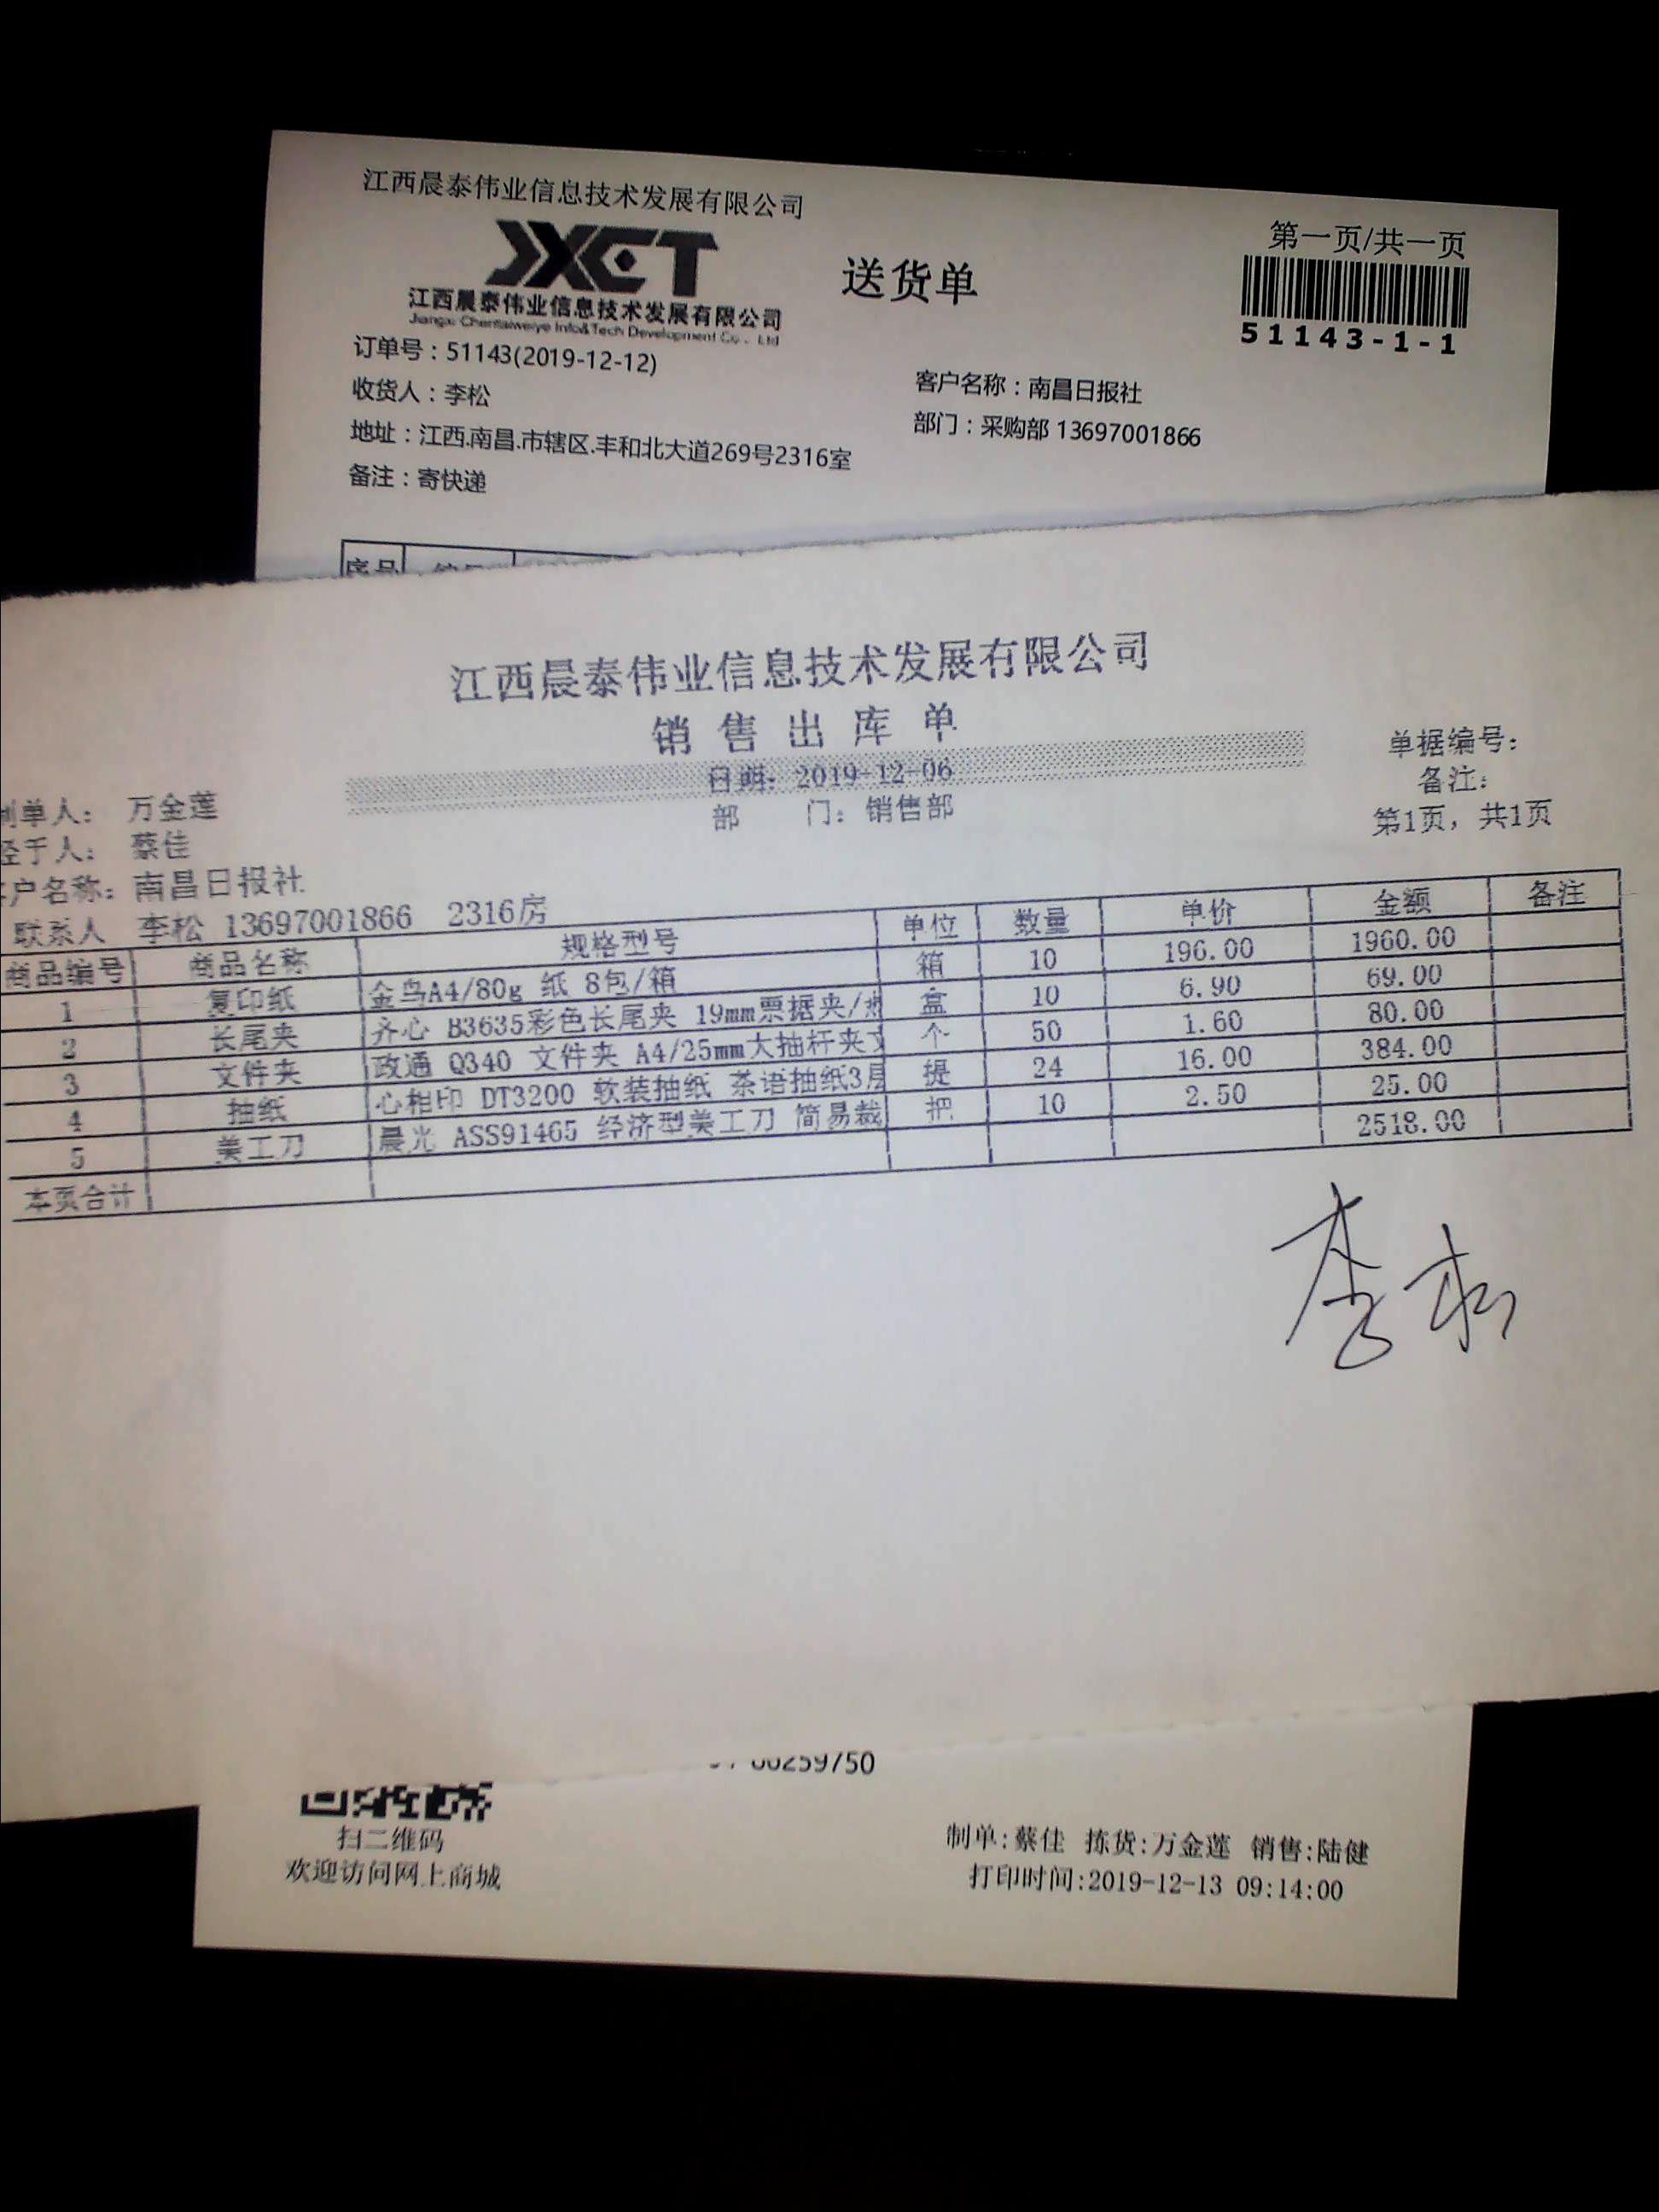 江西晨泰伟业信息技术发展有限公司
第一页/共一页
JXCT
送货单
江西晨泰伟业信息技术发展有限公司
Jiangxi Chentaiweiye Info&Tech Development Co., Ltd
51143-1-1
订单号：51143(2019-12-12)
收货人：李松
客户名称：南昌日报社
地址：江西.南昌.市辖区.丰和北大道269号2316室
部门：采购部 13697001866
备注：寄快递
序号
江西晨泰伟业信息技术发展有限公司
销售出库单
单据编号：
日期：2019-12-06
备注：
制单人： 万金莲
部 门：销售部
第1页，共1页
经手人： 蔡佳
客户名称：南昌日报社
联系人 李松 13697001866 2316房
商品编号 商品名称 规格型号 单位 数量 单价 金额 备注
1 复印纸 金鸟A4/80g 纸 8包/箱 箱 10 196.00 1960.00
2 长尾夹 齐心 B3635彩色长尾夹 19mm票据夹/ 盒 10 6.90 69.00
3 文件夹 政通 Q340 文件夹 A4/25mm大抽杆夹 个 50 1.60 80.00
4 抽纸 心相印 DT3200 软装抽纸 茶语抽纸3层 提 24 16.00 384.00
5 美工刀 晨光 ASS91465 经济型美工刀 简易裁 把 10 2.50 25.00
本页合计 2518.00
李松
扫二维码
欢迎访问网上商城
制单:蔡佳 拣货:万金莲 销售:陆健
打印时间:2019-12-13 09:14:00